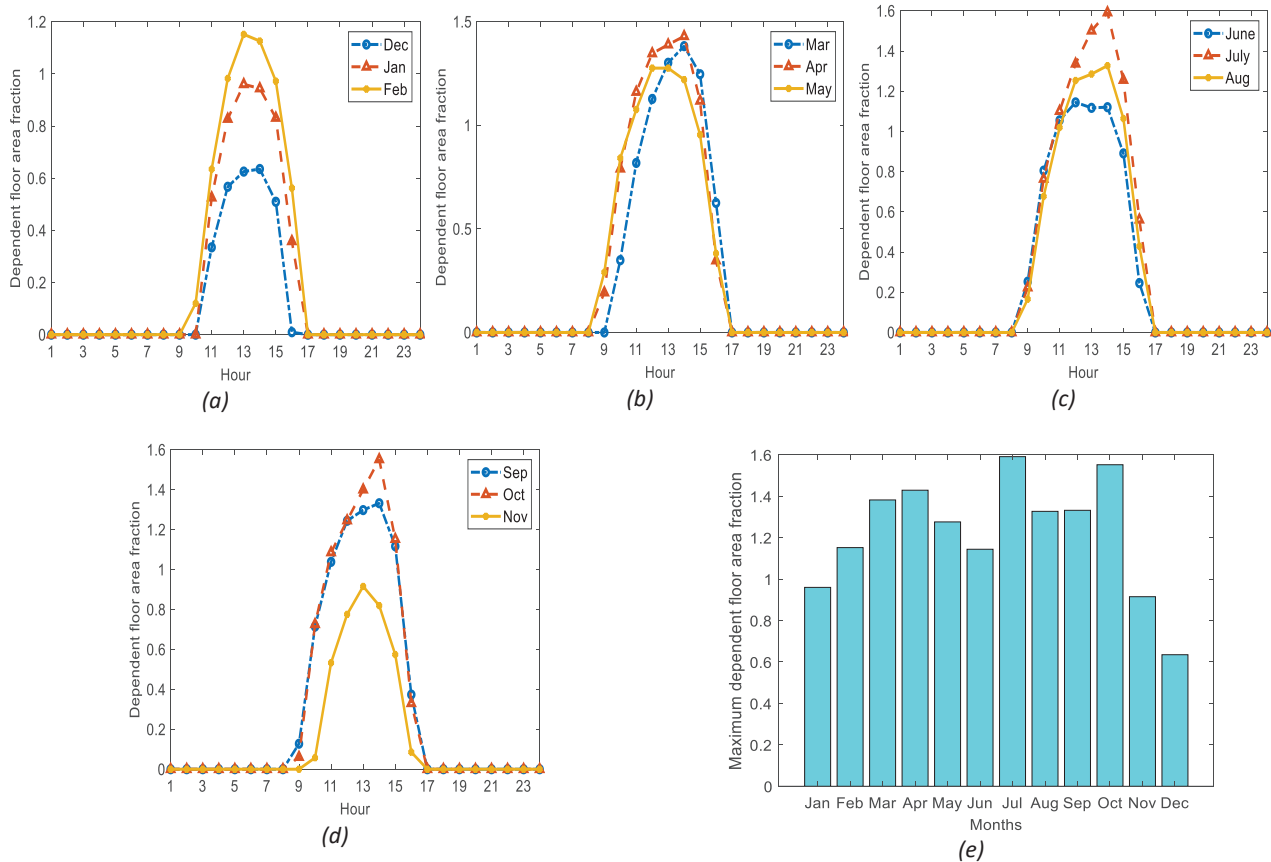 Dependent floor area fraction
1.2
1
0.8
0.6
0.4
0.2
0
1 3 5 7 9 11 13 15 17 19 21 23
Hour
Dec
Jan
Feb
(a)
Dependent floor area fraction
1.5
1
0.5
0
1 3 5 7 9 11 13 15 17 19 21 23
Hour
Mar
Apr
May
(b)
Dependent floor area fraction
1.6
1.4
1.2
1
0.8
0.6
0.4
0.2
0
1 3 5 7 9 11 13 15 17 19 21 23
Hour
June
July
Aug
(c)
Dependent floor area fraction
1.6
1.4
1.2
1
0.8
0.6
0.4
0.2
0
1 3 5 7 9 11 13 15 17 19 21 23
Hour
Sep
Oct
Nov
(d)
Maximum dependent floor area fraction
1.6
1.4
1.2
1
0.8
0.6
0.4
0.2
0
Jan Feb Mar Apr May Jun Jul Aug Sep Oct Nov Dec
Months
(e)